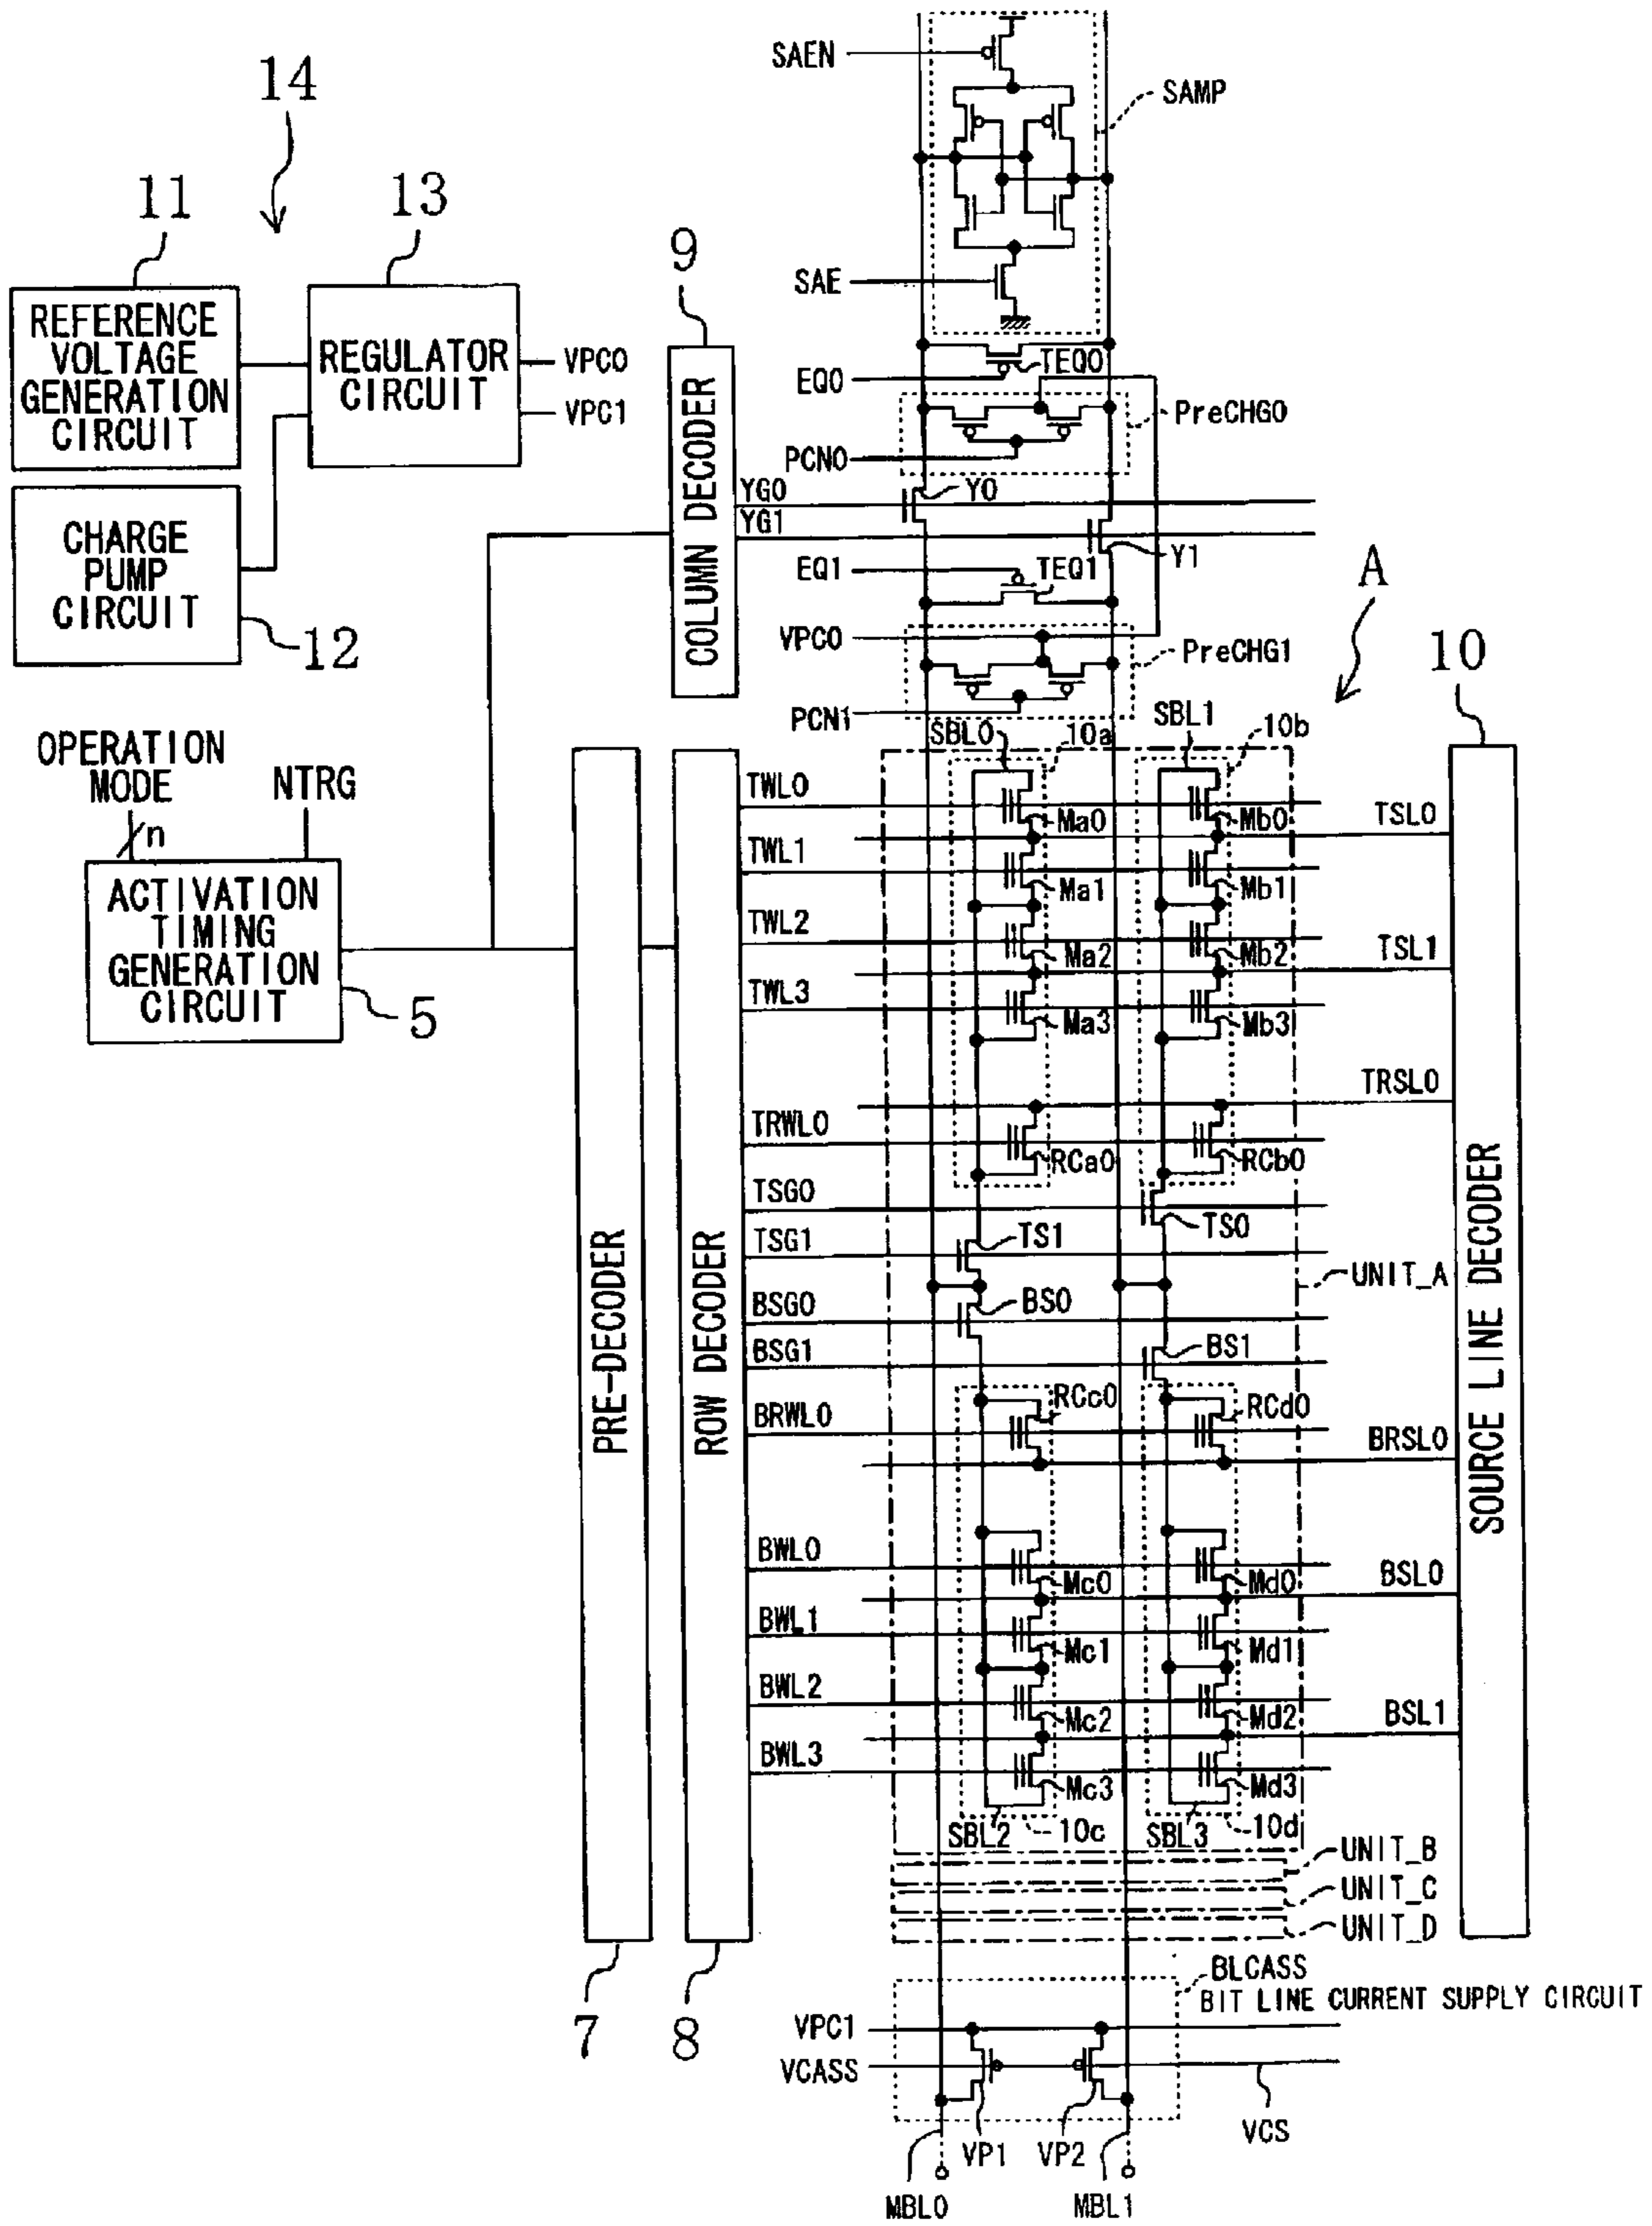 14
11
13
9
REFERENCE
VOLTAGE
GENERATION
CIRCUIT
REGULATOR
CIRCUIT
VPC0
VPC1
CHARGE
PUMP
CIRCUIT
12
COLUMN DECODER
SAEN
SAMP
SAE
TEQ0
EQ0
PreCHG0
PCN0
YG0
Y0
YG1
Y1
EQ1
TEQ1
VPC0
PreCHG1
PCN1
A
10
OPERATION
MODE
n
NTRG
ACTIVATION
TIMING
GENERATION
CIRCUIT
5
PRE-DECODER
7
ROW DECODER
8
SOURCE LINE DECODER
SBL0
10a
SBL1
10b
TWL0
Ma0
Mb0
TSL0
TWL1
Ma1
Mb1
TWL2
Ma2
Mb2
TSL1
TWL3
Ma3
Mb3
TRSL0
TRWL0
RCa0
RCb0
TSG0
TS0
TSG1
TS1
UNIT_A
BSG0
BS0
BSG1
BS1
RCc0
RCd0
BRWL0
BRSL0
BWL0
Mc0
Md0
BSL0
BWL1
Mc1
Md1
BWL2
Mc2
Md2
BSL1
BWL3
Mc3
Md3
SBL2
10c
SBL3
10d
UNIT_B
UNIT_C
UNIT_D
BLCASS
BIT LINE CURRENT SUPPLY CIRCUIT
VPC1
VCASS
VCS
VP1
VP2
MBL0
MBL1